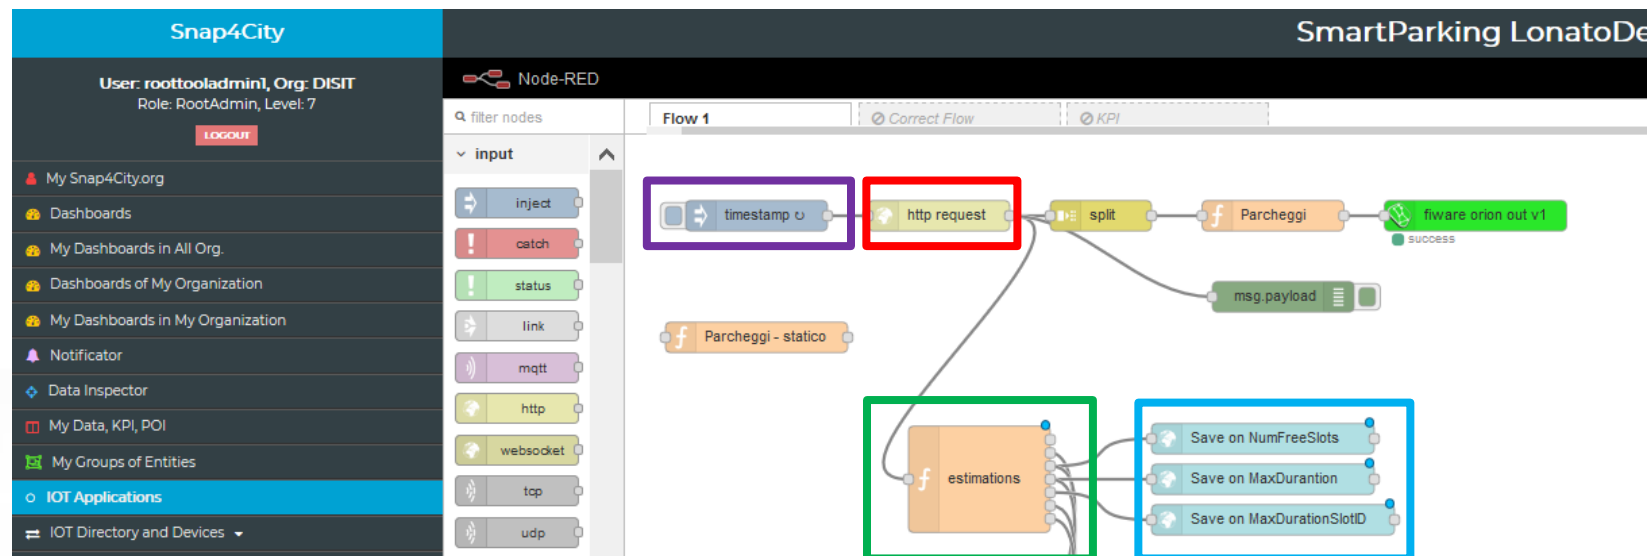 Snap4City
SmartParking LonatoDe
User: roottooladmin1, Org: DISIT
Role: RootAdmin, Level: 7
LOGOUT
My Snap4City.org
Dashboards
My Dashboards in All Org.
Dashboards of My Organization
My Dashboards in My Organization
Notificator
Data Inspector
My Data, KPI, POI
My Groups of Entities
IOT Applications
IOT Directory and Devices
Node-RED
filter nodes
input
inject
catch
status
link
mqtt
http
websocket
tcp
udp
Flow 1
Correct Flow
KPI
timestamp ↻
http request
split
Parcheggi
fiware orion out v1
success
msg.payload
Parcheggi - statico
estimations
Save on NumFreeSlots
Save on MaxDurantion
Save on MaxDurationSlotID